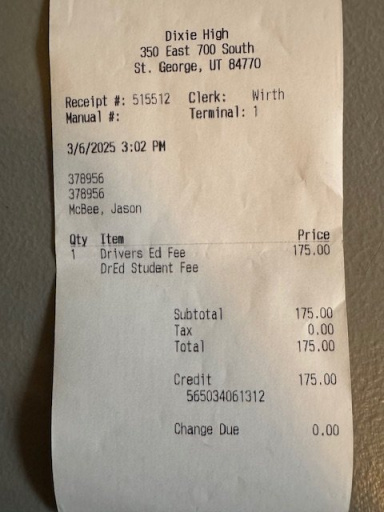 Dixie High
350 East 700 South
St. George, UT 84770
Receipt #: 515512 Clerk: Wirth
Manual #: Terminal: 1
3/6/2025 3:02 PM
378956
378956
McBee, Jason
Qty Item Price
1 Drivers Ed Fee 175.00
DrEd Student Fee
Subtotal 175.00
Tax 0.00
Total 175.00
Credit 175.00
565034061312
Change Due 0.00